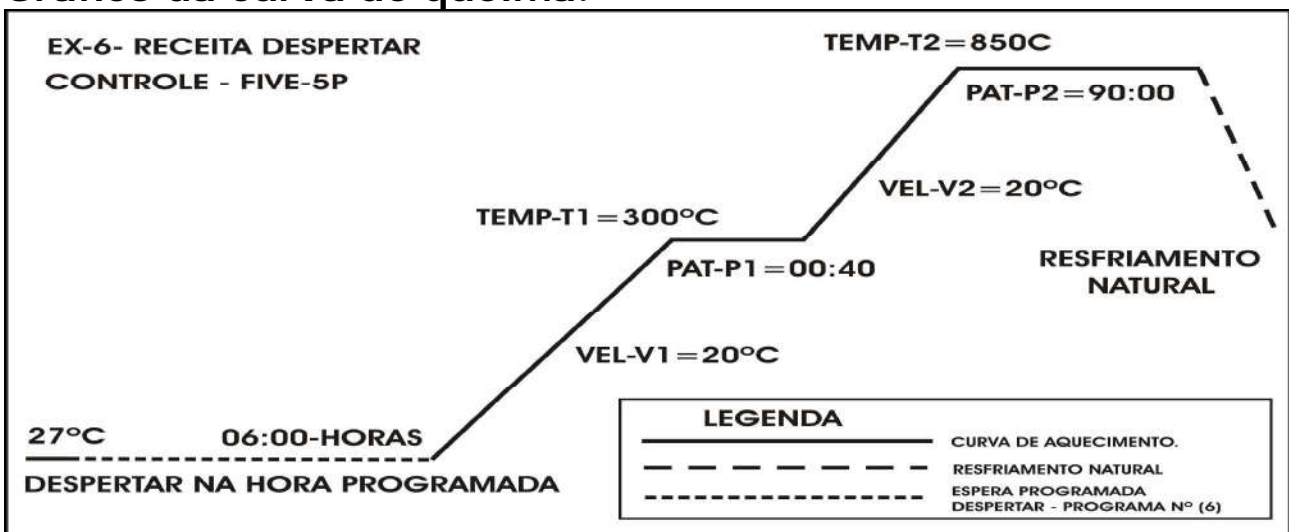 EX-6- RECEITA DESPERTAR
CONTROLE - FIVE-5P
TEMP-T2=850C
PAT-P2=90:00
VEL-V2=20ºC
TEMP-T1=300ºC
PAT-P1=00:40
RESFRIAMENTO
NATURAL
VEL-V1=20ºC
27ºC
06:00-HORAS
DESPERTAR NA HORA PROGRAMADA
LEGENDA
CURVA DE AQUECIMENTO.
RESFRIAMENTO NATURAL
ESPERA PROGRAMADA
DESPERTAR - PROGRAMA Nº (6)